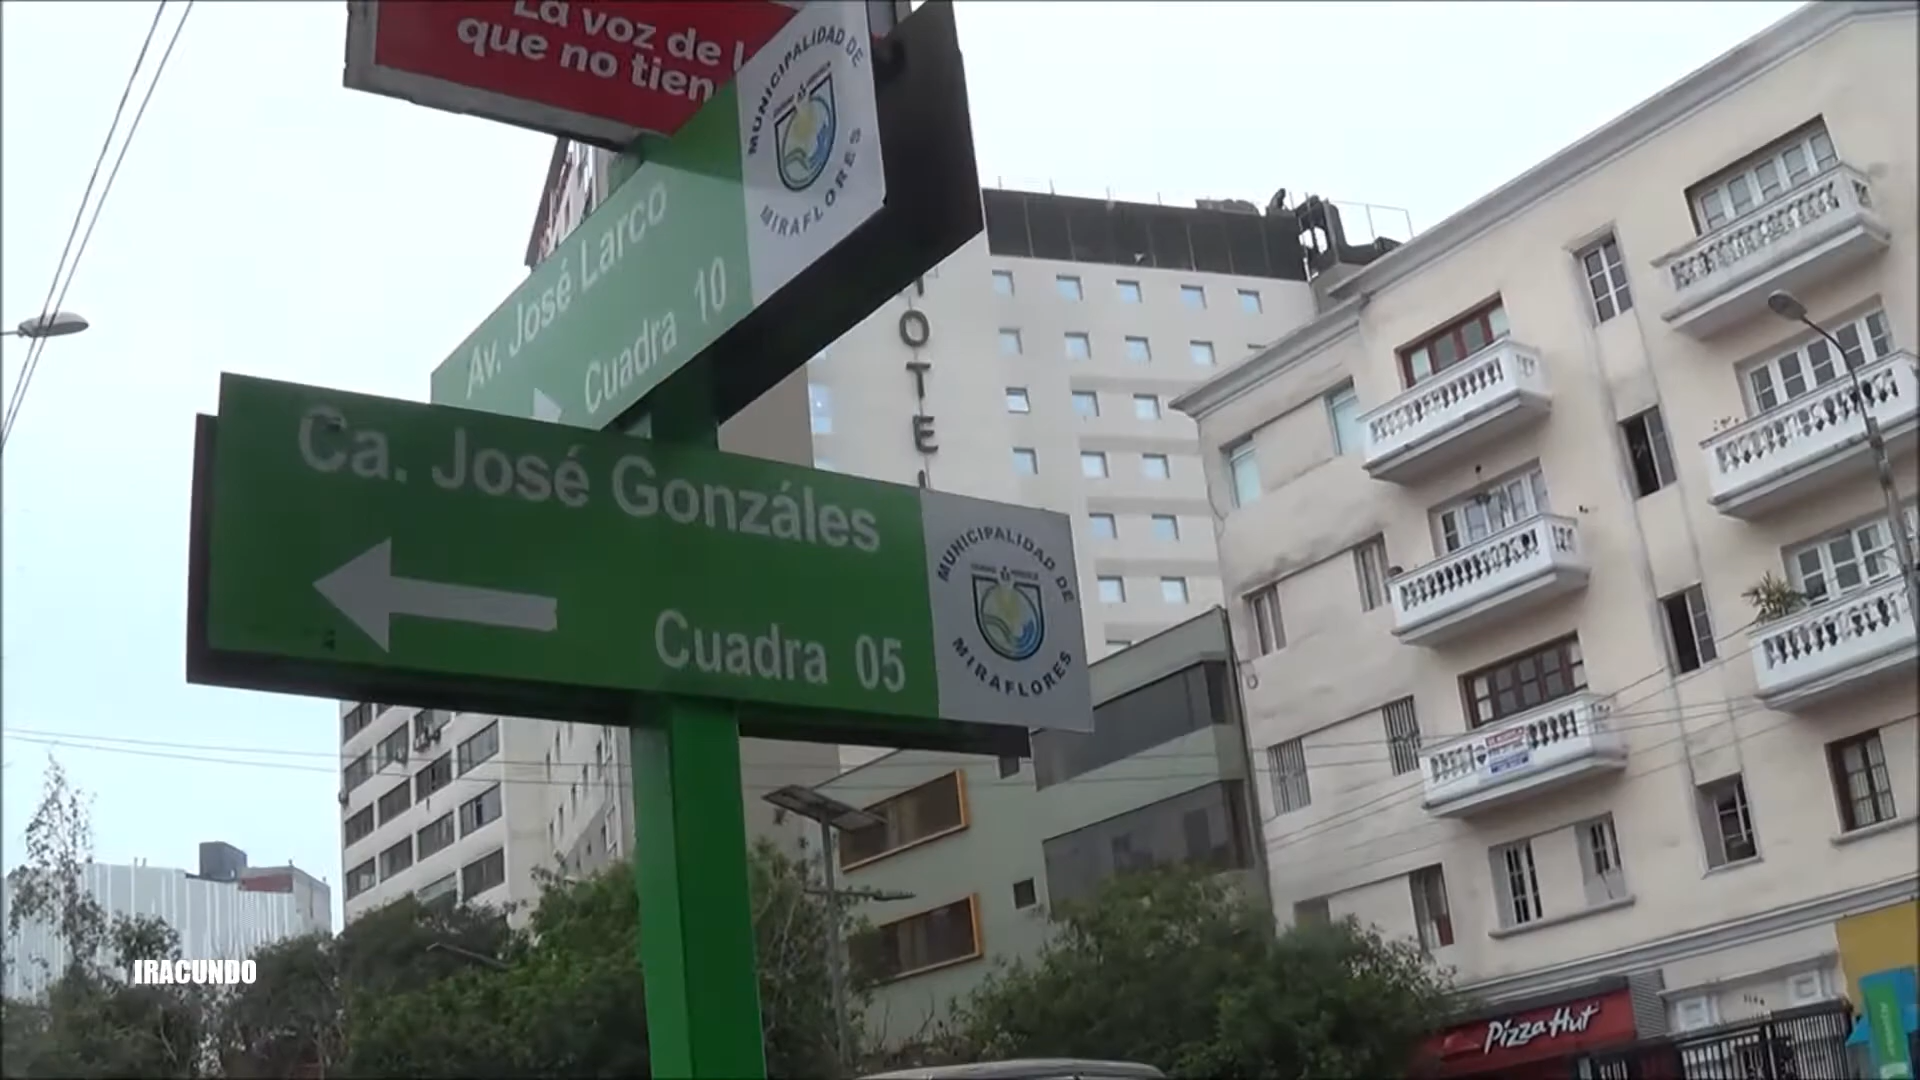 La voz de l
que no tien
MUNICIPALIDAD DE
MIRAFLORES
Av. José Larco
Cuadra 10
HOTEL
Ca. José Gonzáles
Cuadra 05
MUNICIPALIDAD DE
MIRAFLORES
IRACUNDO
Pizza Hut